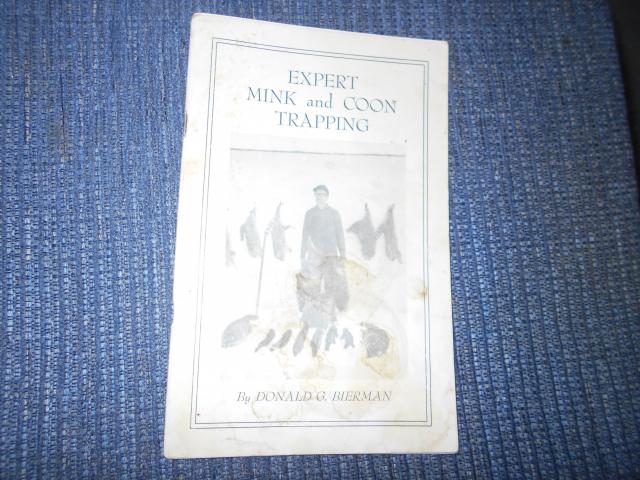 EXPERT
MINK and COON
TRAPPING
By DONALD G. BIERMAN